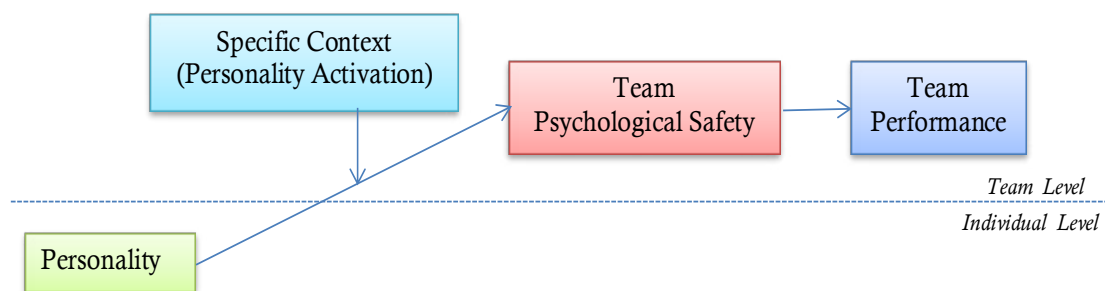 Specific Context
(Personality Activation)
Team
Psychological Safety
Team
Performance
Team Level
Individual Level
Personality